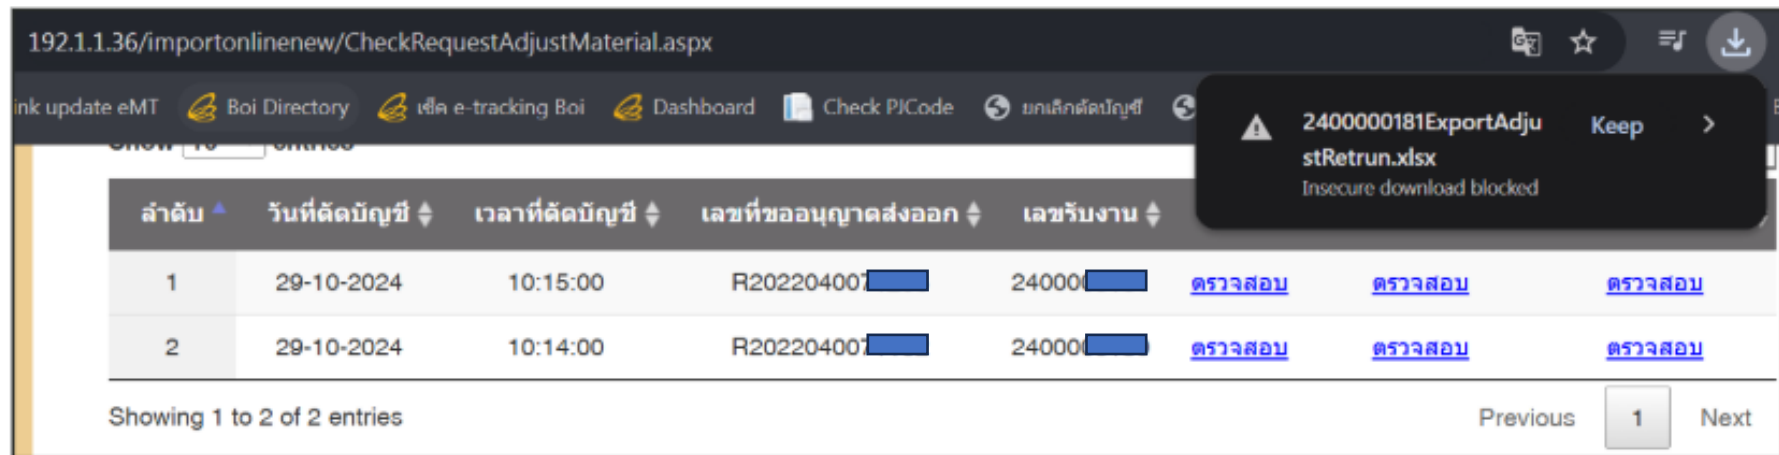 192.1.1.36/importonlinenew/CheckRequestAdjustMaterial.aspx
ink update eMT Boi Directory เช็ค e-tracking Boi Dashboard Check PJCode ยกเลิกตัดบัญชี
2400000181ExportAdju
stRetrun.xlsx
Insecure download blocked
Keep
Show 10 entries
ลำดับ วันที่ตัดบัญชี เวลาที่ตัดบัญชี เลขที่ขออนุญาตส่งออก เลขรับงาน
1 29-10-2024 10:15:00 R202204007 24000 ตรวจสอบ ตรวจสอบ ตรวจสอบ
2 29-10-2024 10:14:00 R202204007 24000 ตรวจสอบ ตรวจสอบ ตรวจสอบ
Showing 1 to 2 of 2 entries
Previous 1 Next